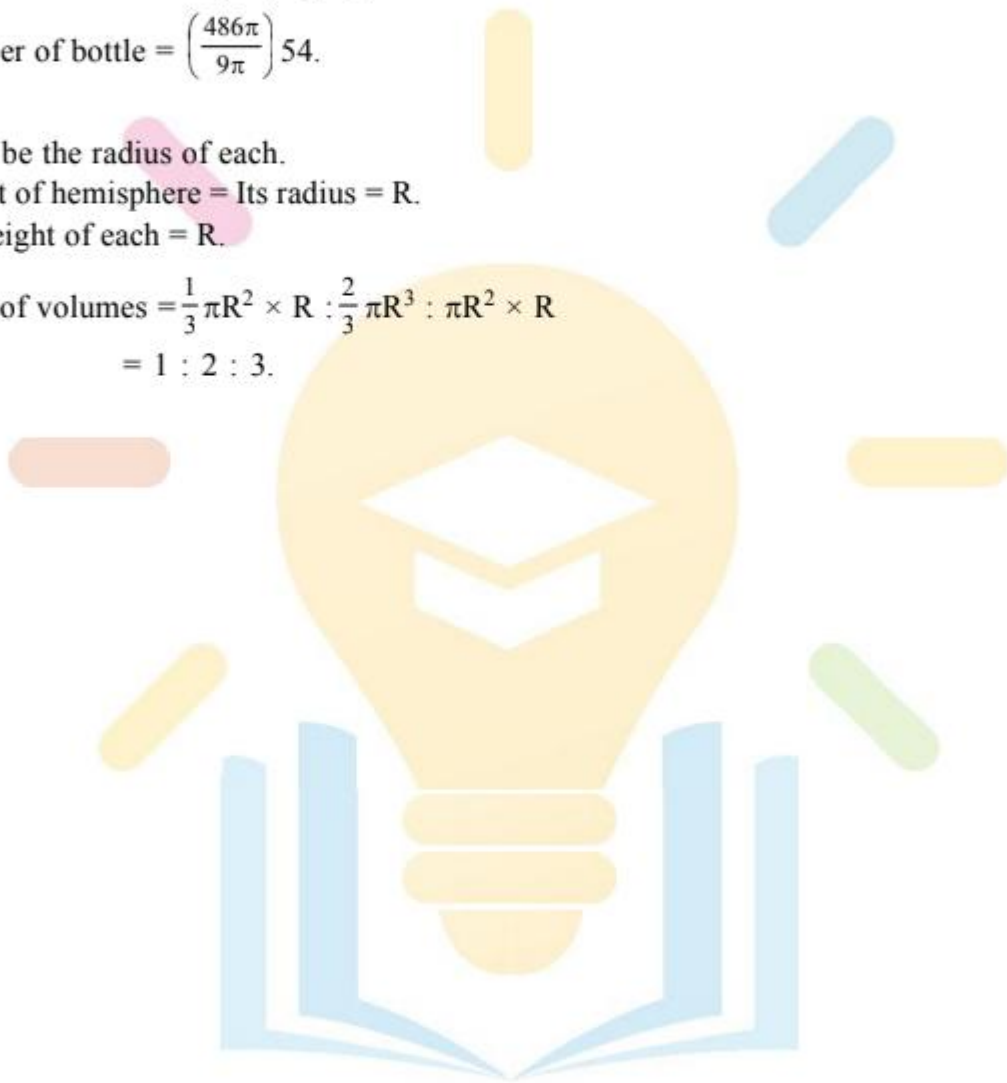 er of bottle = (486π/9π) 54.
be the radius of each.
t of hemisphere = Its radius = R.
eight of each = R.
of volumes = 1/3 πR² × R : 2/3 πR³ : πR² × R
= 1 : 2 : 3.